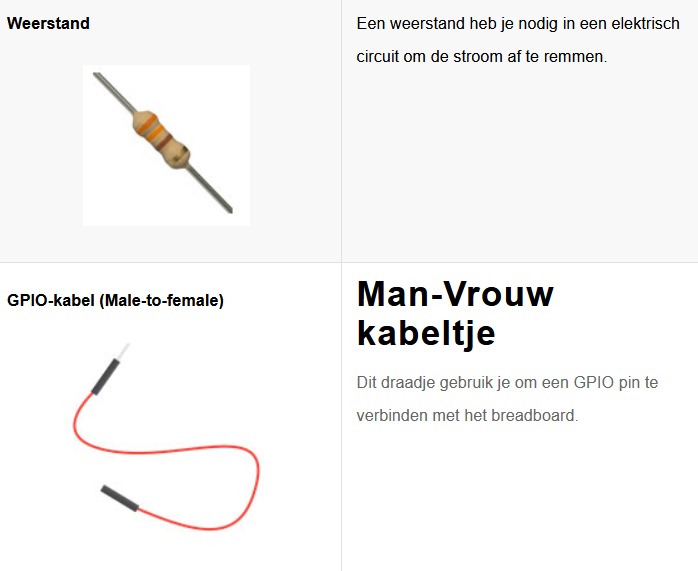 Weerstand
Een weerstand heb je nodig in een elektrisch
circuit om de stroom af te remmen.
GPIO-kabel (Male-to-female)
Man-Vrouw
kabeltje
Dit draadje gebruik je om een GPIO pin te
verbinden met het breadboard.